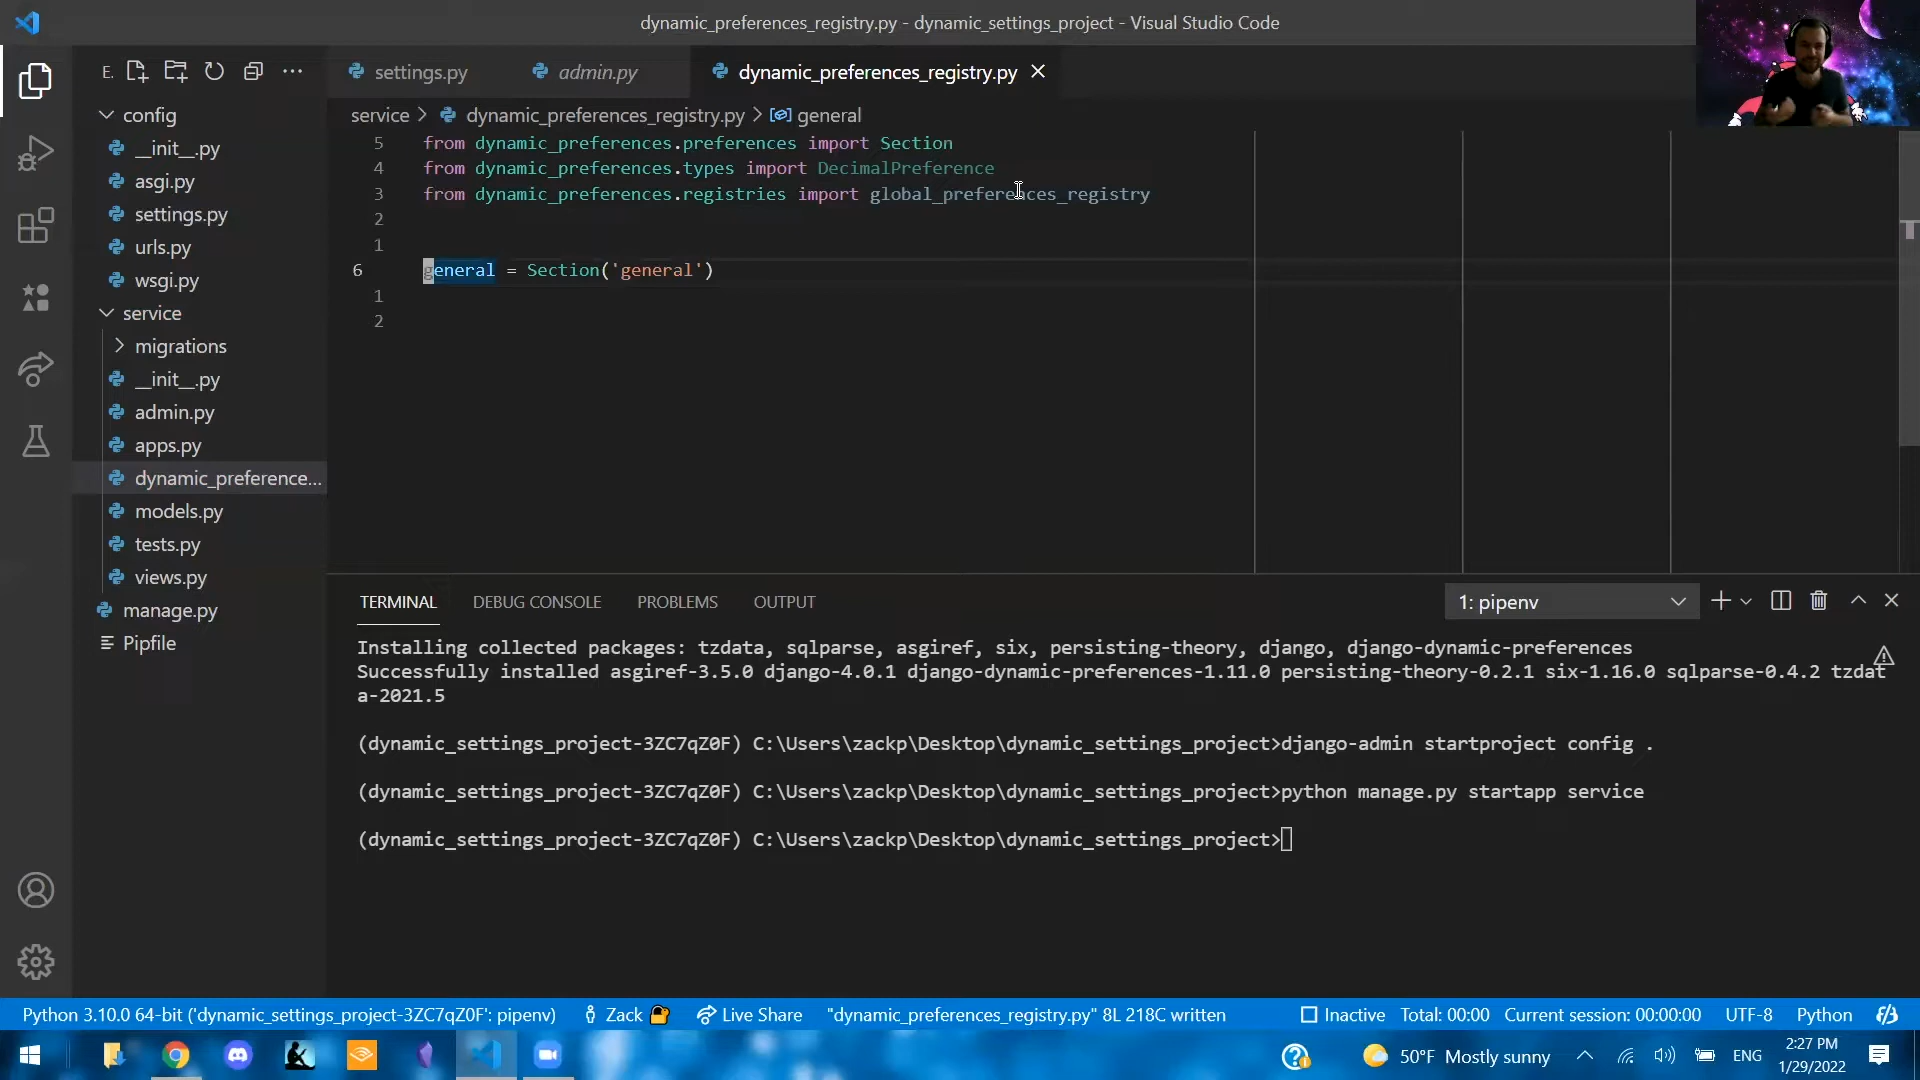 dynamic_preferences_registry.py - dynamic_settings_project - Visual Studio Code
E.
settings.py
admin.py
dynamic_preferences_registry.py
service
dynamic_preferences_registry.py
general
config
__init__.py
asgi.py
settings.py
urls.py
wsgi.py
service
migrations
__init__.py
admin.py
apps.py
dynamic_preference...
models.py
tests.py
views.py
manage.py
Pipfile
5 from dynamic_preferences.preferences import Section
4 from dynamic_preferences.types import DecimalPreference
3 from dynamic_preferences.registries import global_preferences_registry
2
1
6 general = Section('general')
1
2
TERMINAL DEBUG CONSOLE PROBLEMS OUTPUT
1: pipenv
Installing collected packages: tzdata, sqlparse, asgiref, six, persisting-theory, django, django-dynamic-preferences
Successfully installed asgiref-3.5.0 django-4.0.1 django-dynamic-preferences-1.11.0 persisting-theory-0.2.1 six-1.16.0 sqlparse-0.4.2 tzdat
a-2021.5
(dynamic_settings_project-3ZC7qZ0F) C:\Users\zackp\Desktop\dynamic_settings_project>django-admin startproject config .
(dynamic_settings_project-3ZC7qZ0F) C:\Users\zackp\Desktop\dynamic_settings_project>python manage.py startapp service
(dynamic_settings_project-3ZC7qZ0F) C:\Users\zackp\Desktop\dynamic_settings_project>
Python 3.10.0 64-bit ('dynamic_settings_project-3ZC7qZ0F': pipenv) Zack Live Share "dynamic_preferences_registry.py" 8L 218C written Inactive Total: 00:00 Current session: 00:00:00 UTF-8 Python
50°F Mostly sunny ENG
2:27 PM
1/29/2022